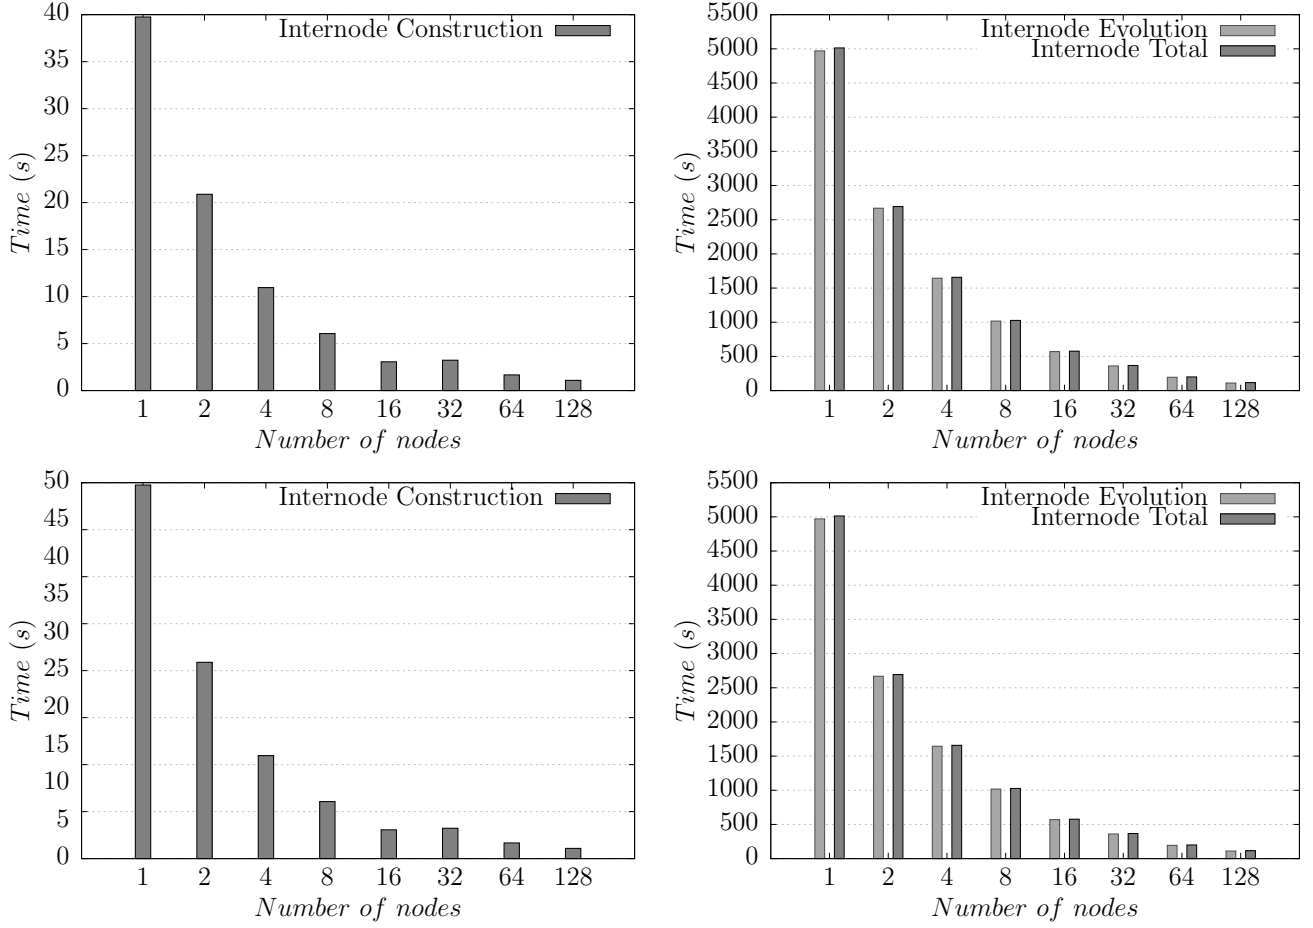 Internode Construction
40
35
30
25
20
15
10
5
0
Time (s)
1 2 4 8 16 32 64 128
Number of nodes
Internode Evolution
Internode Total
5500
5000
4500
4000
3500
3000
2500
2000
1500
1000
500
0
Time (s)
1 2 4 8 16 32 64 128
Number of nodes
Internode Construction
50
45
40
35
30
25
20
15
10
5
0
Time (s)
1 2 4 8 16 32 64 128
Number of nodes
Internode Evolution
Internode Total
5500
5000
4500
4000
3500
3000
2500
2000
1500
1000
500
0
Time (s)
1 2 4 8 16 32 64 128
Number of nodes